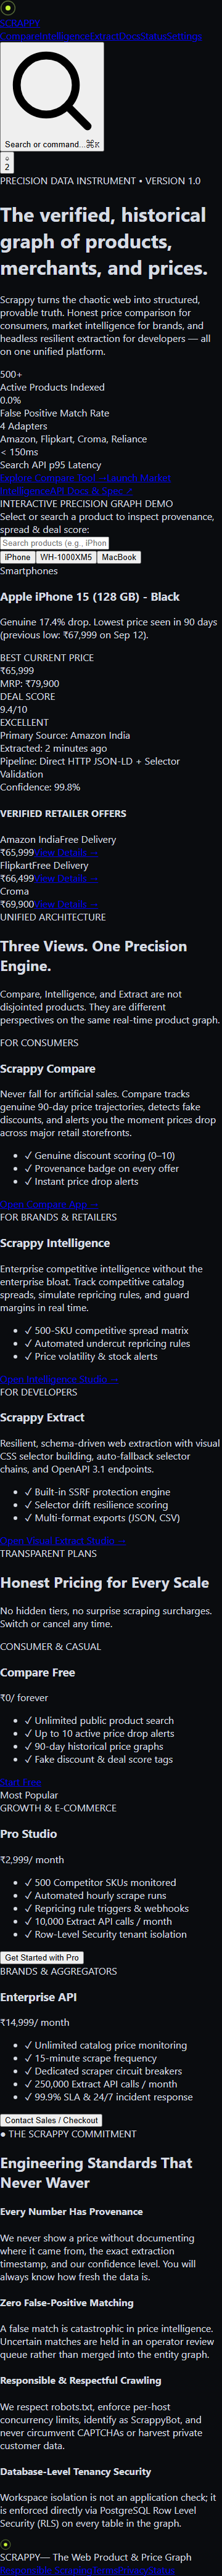 SCRAPPY
CompareIntelligenceExtractDocsStatusSettings
Search or command...⌘K
2
PRECISION DATA INSTRUMENT • VERSION 1.0
The verified, historical
graph of products,
merchants, and prices.
Scrappy turns the chaotic web into structured,
provable truth. Honest price comparison for
consumers, market intelligence for brands, and
headless resilient extraction for developers — all
on one unified platform.
500+
Active Products Indexed
0.0%
False Positive Match Rate
4 Adapters
Amazon, Flipkart, Croma, Reliance
< 150ms
Search API p95 Latency
Explore Compare Tool →Launch Market
IntelligenceAPI Docs & Spec ↗
INTERACTIVE PRECISION GRAPH DEMO
Select or search a product to inspect provenance,
spread & deal score:
Search products (e.g., iPhon
iPhone WH-1000XM5 MacBook
Smartphones
Apple iPhone 15 (128 GB) - Black
Genuine 17.4% drop. Lowest price seen in 90 days
(previous low: ₹67,999 on Sep 12).
BEST CURRENT PRICE
₹65,999
MRP: ₹79,900
DEAL SCORE
9.4/10
EXCELLENT
Primary Source: Amazon India
Extracted: 2 minutes ago
Pipeline: Direct HTTP JSON-LD + Selector
Validation
Confidence: 99.8%
VERIFIED RETAILER OFFERS
Amazon IndiaFree Delivery
₹65,999View Details →
FlipkartFree Delivery
₹66,499View Details →
Croma
₹69,900View Details →
UNIFIED ARCHITECTURE
Three Views. One Precision
Engine.
Compare, Intelligence, and Extract are not
disjointed products. They are different
perspectives on the same real-time product graph.
FOR CONSUMERS
Scrappy Compare
Never fall for artificial sales. Compare tracks
genuine 90-day price trajectories, detects fake
discounts, and alerts you the moment prices drop
across major retail storefronts.
• ✓ Genuine discount scoring (0–10)
• ✓ Provenance badge on every offer
• ✓ Instant price drop alerts
Open Compare App →
FOR BRANDS & RETAILERS
Scrappy Intelligence
Enterprise competitive intelligence without the
enterprise bloat. Track competitive catalog
spreads, simulate repricing rules, and guard
margins in real time.
• ✓ 500-SKU competitive spread matrix
• ✓ Automated undercut repricing rules
• ✓ Price volatility & stock alerts
Open Intelligence Studio →
FOR DEVELOPERS
Scrappy Extract
Resilient, schema-driven web extraction with visual
CSS selector building, auto-fallback selector
chains, and OpenAPI 3.1 endpoints.
• ✓ Built-in SSRF protection engine
• ✓ Selector drift resilience scoring
• ✓ Multi-format exports (JSON, CSV)
Open Visual Extract Studio →
TRANSPARENT PLANS
Honest Pricing for Every Scale
No hidden tiers, no surprise scraping surcharges.
Switch or cancel any time.
CONSUMER & CASUAL
Compare Free
₹0/ forever
• ✓ Unlimited public product search
• ✓ Up to 10 active price drop alerts
• ✓ 90-day historical price graphs
• ✓ Fake discount & deal score tags
Start Free
Most Popular
GROWTH & E-COMMERCE
Pro Studio
₹2,999/ month
• ✓ 500 Competitor SKUs monitored
• ✓ Automated hourly scrape runs
• ✓ Repricing rule triggers & webhooks
• ✓ 10,000 Extract API calls / month
• ✓ Row-Level Security tenant isolation
Get Started with Pro
BRANDS & AGGREGATORS
Enterprise API
₹14,999/ month
• ✓ Unlimited catalog price monitoring
• ✓ 15-minute scrape frequency
• ✓ Dedicated scraper circuit breakers
• ✓ 250,000 Extract API calls / month
• ✓ 99.9% SLA & 24/7 incident response
Contact Sales / Checkout
● THE SCRAPPY COMMITMENT
Engineering Standards That
Never Waver
Every Number Has Provenance
We never show a price without documenting
where it came from, the exact extraction
timestamp, and our confidence level. You will
always know how fresh the data is.
Zero False-Positive Matching
A false match is catastrophic in price intelligence.
Uncertain matches are held in an operator review
queue rather than merged into the entity graph.
Responsible & Respectful Crawling
We respect robots.txt, enforce per-host
concurrency limits, identify as ScrappyBot, and
never circumvent CAPTCHAs or harvest private
customer data.
Database-Level Tenancy Security
Workspace isolation is not an application check; it
is enforced directly via PostgreSQL Row Level
Security (RLS) on every table in the graph.
SCRAPPY— The Web Product & Price Graph
Responsible ScrapingTermsPrivacyStatus